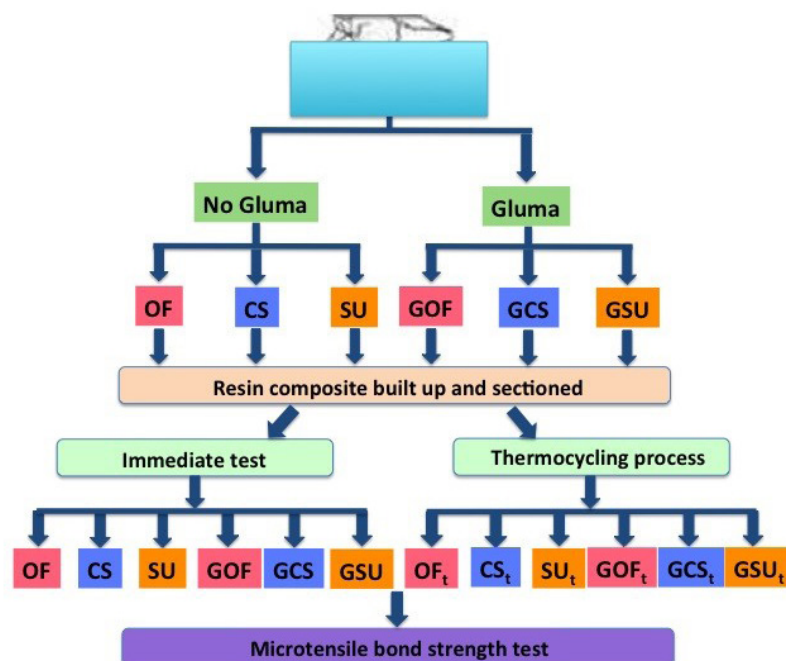 No Gluma
Gluma
OF
CS
SU
GOF
GCS
GSU
Resin composite built up and sectioned
Immediate test
Thermocycling process
OF
CS
SU
GOF
GCS
GSU
OFₜ
CSₜ
SUₜ
GOFₜ
GCSₜ
GSUₜ
Microtensile bond strength test